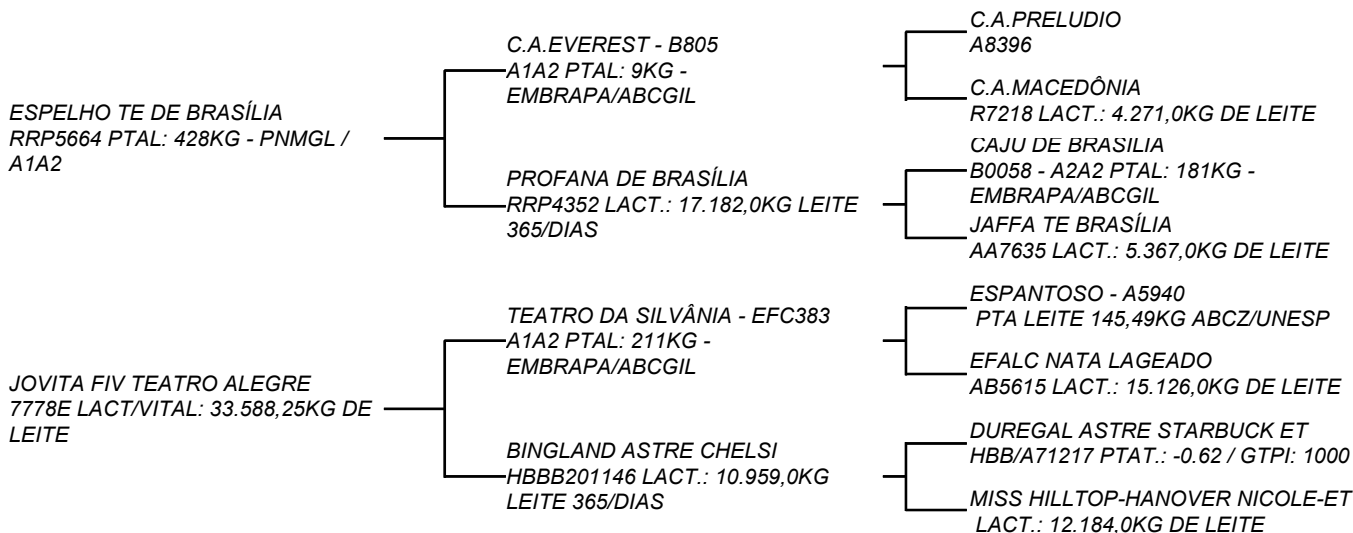 ESPELHO TE DE BRASÍLIA
RRP5664 PTAL: 428KG - PNMGL /
A1A2
JOVITA FIV TEATRO ALEGRE
7778E LACT/VITAL: 33.588,25KG DE
LEITE
C.A.EVEREST - B805
A1A2 PTAL: 9KG -
EMBRAPA/ABCGIL
PROFANA DE BRASÍLIA
RRP4352 LACT.: 17.182,0KG LEITE
365/DIAS
TEATRO DA SILVÂNIA - EFC383
A1A2 PTAL: 211KG -
EMBRAPA/ABCGIL
BINGLAND ASTRE CHELSI
HBBB201146 LACT.: 10.959,0KG
LEITE 365/DIAS
C.A.PRELUDIO
A8396
C.A.MACEDÔNIA
R7218 LACT.: 4.271,0KG DE LEITE
CAJU DE BRASÍLIA
B0058 - A2A2 PTAL: 181KG -
EMBRAPA/ABCGIL
JAFFA TE BRASÍLIA
AA7635 LACT.: 5.367,0KG DE LEITE
ESPANTOSO - A5940
PTA LEITE 145,49KG ABCZ/UNESP
EFALC NATA LAGEADO
AB5615 LACT.: 15.126,0KG DE LEITE
DUREGAL ASTRE STARBUCK ET
HBB/A71217 PTAT.: -0.62 / GTPI: 1000
MISS HILLTOP-HANOVER NICOLE-ET
LACT.: 12.184,0KG DE LEITE